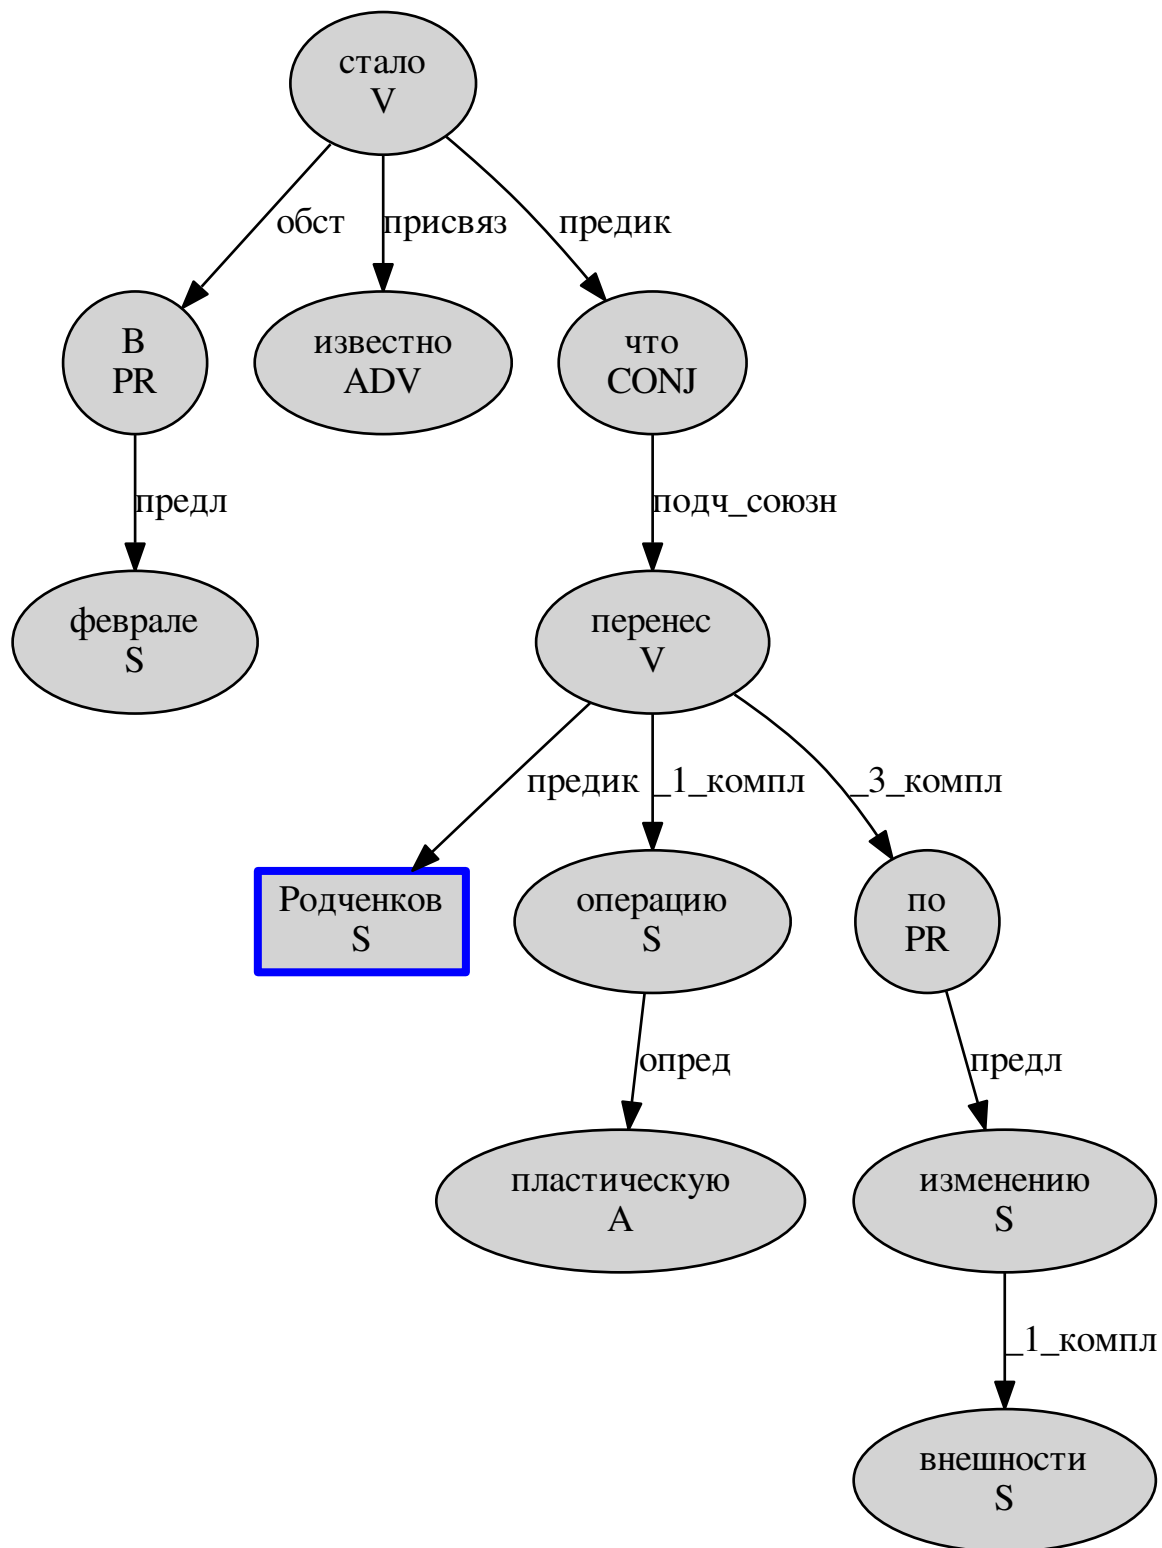 стало
V
обст
присвяз
предик
В
PR
известно
ADV
что
CONJ
предл
подч_союзн
феврале
S
перенес
V
предик
_1_компл
_3_компл
Родченков
S
операцию
S
по
PR
опред
предл
пластическую
A
изменению
S
_1_компл
внешности
S